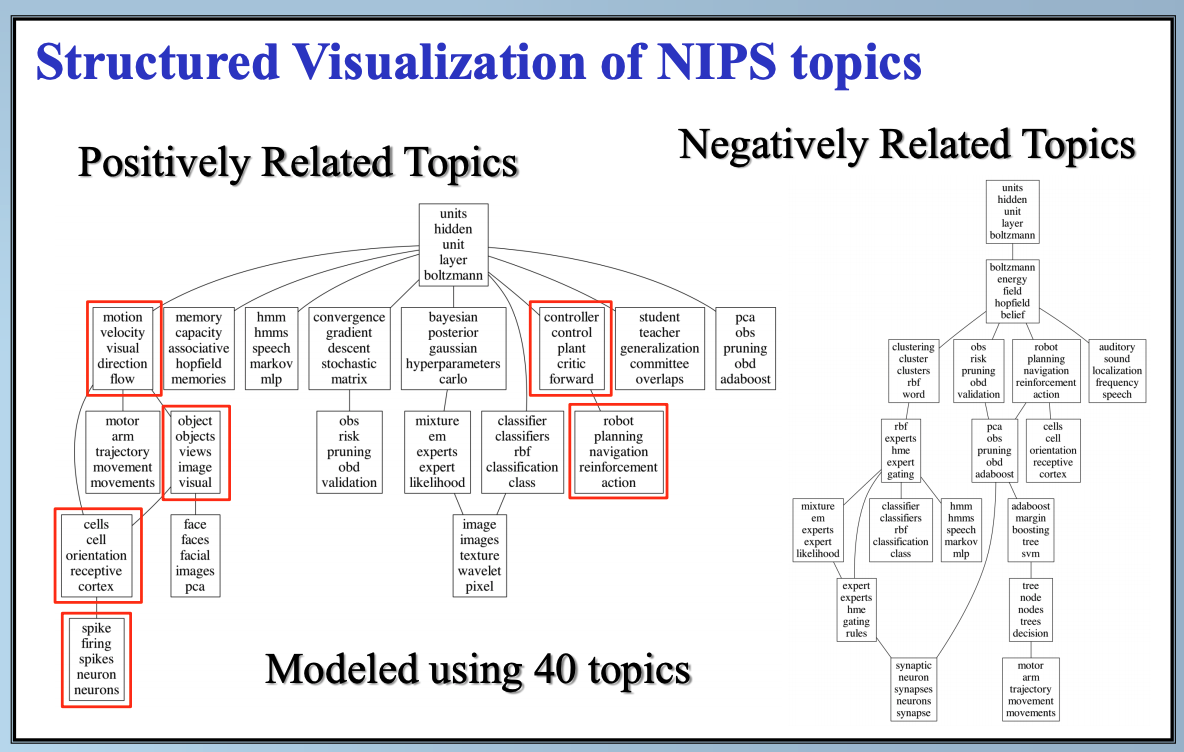 Structured Visualization of NIPS topics
Positively Related Topics
Negatively Related Topics
units
hidden
unit
layer
boltzmann
motion
velocity
visual
direction
flow
memory
capacity
associative
hopfield
memories
hmm
hmms
speech
markov
mlp
convergence
gradient
descent
stochastic
matrix
bayesian
posterior
gaussian
hyperparameters
carlo
controller
control
plant
critic
forward
student
teacher
generalization
committee
overlaps
pca
obs
pruning
obd
adaboost
motor
arm
trajectory
movement
movements
object
objects
views
image
visual
obs
risk
pruning
obd
validation
mixture
em
experts
expert
likelihood
classifier
classifiers
rbf
classification
class
robot
planning
navigation
reinforcement
action
cells
cell
orientation
receptive
cortex
face
faces
facial
images
pca
image
images
texture
wavelet
pixel
spike
firing
spikes
neuron
neurons
Modeled using 40 topics
units
hidden
unit
layer
boltzmann
boltzmann
energy
field
hopfield
belief
clustering
cluster
clusters
rbf
word
obs
risk
pruning
obd
validation
robot
planning
navigation
reinforcement
action
auditory
sound
localization
frequency
speech
rbf
experts
hme
expert
gating
pca
obs
pruning
obd
adaboost
cells
cell
orientation
receptive
cortex
mixture
em
experts
expert
likelihood
classifier
classifiers
rbf
classification
class
hmm
hmms
speech
markov
mlp
adaboost
margin
boosting
tree
svm
expert
experts
hme
gating
rules
tree
node
nodes
trees
decision
synaptic
neuron
synapses
neurons
synapse
motor
arm
trajectory
movement
movements